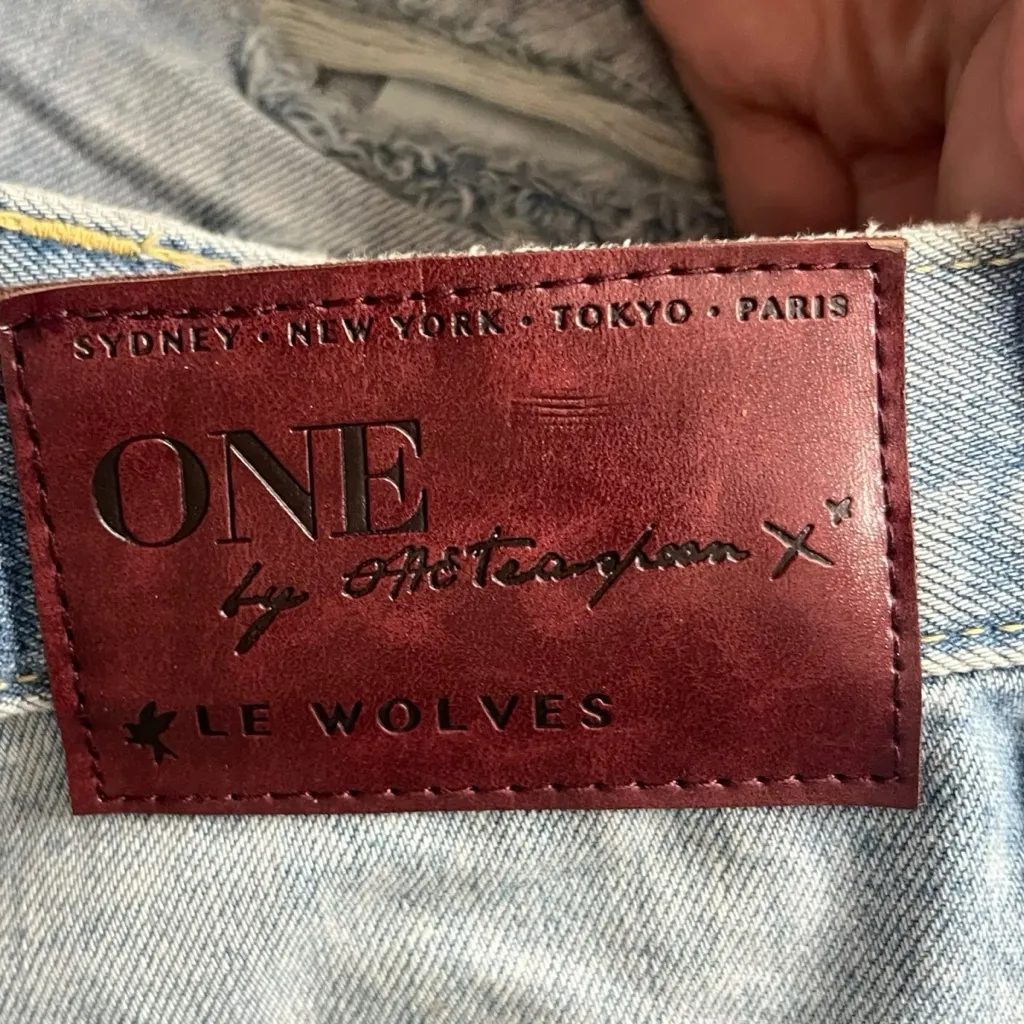 SYDNEY · NEW YORK · TOKYO · PARIS
ONE
by ONEteaspoon X
LE WOLVES